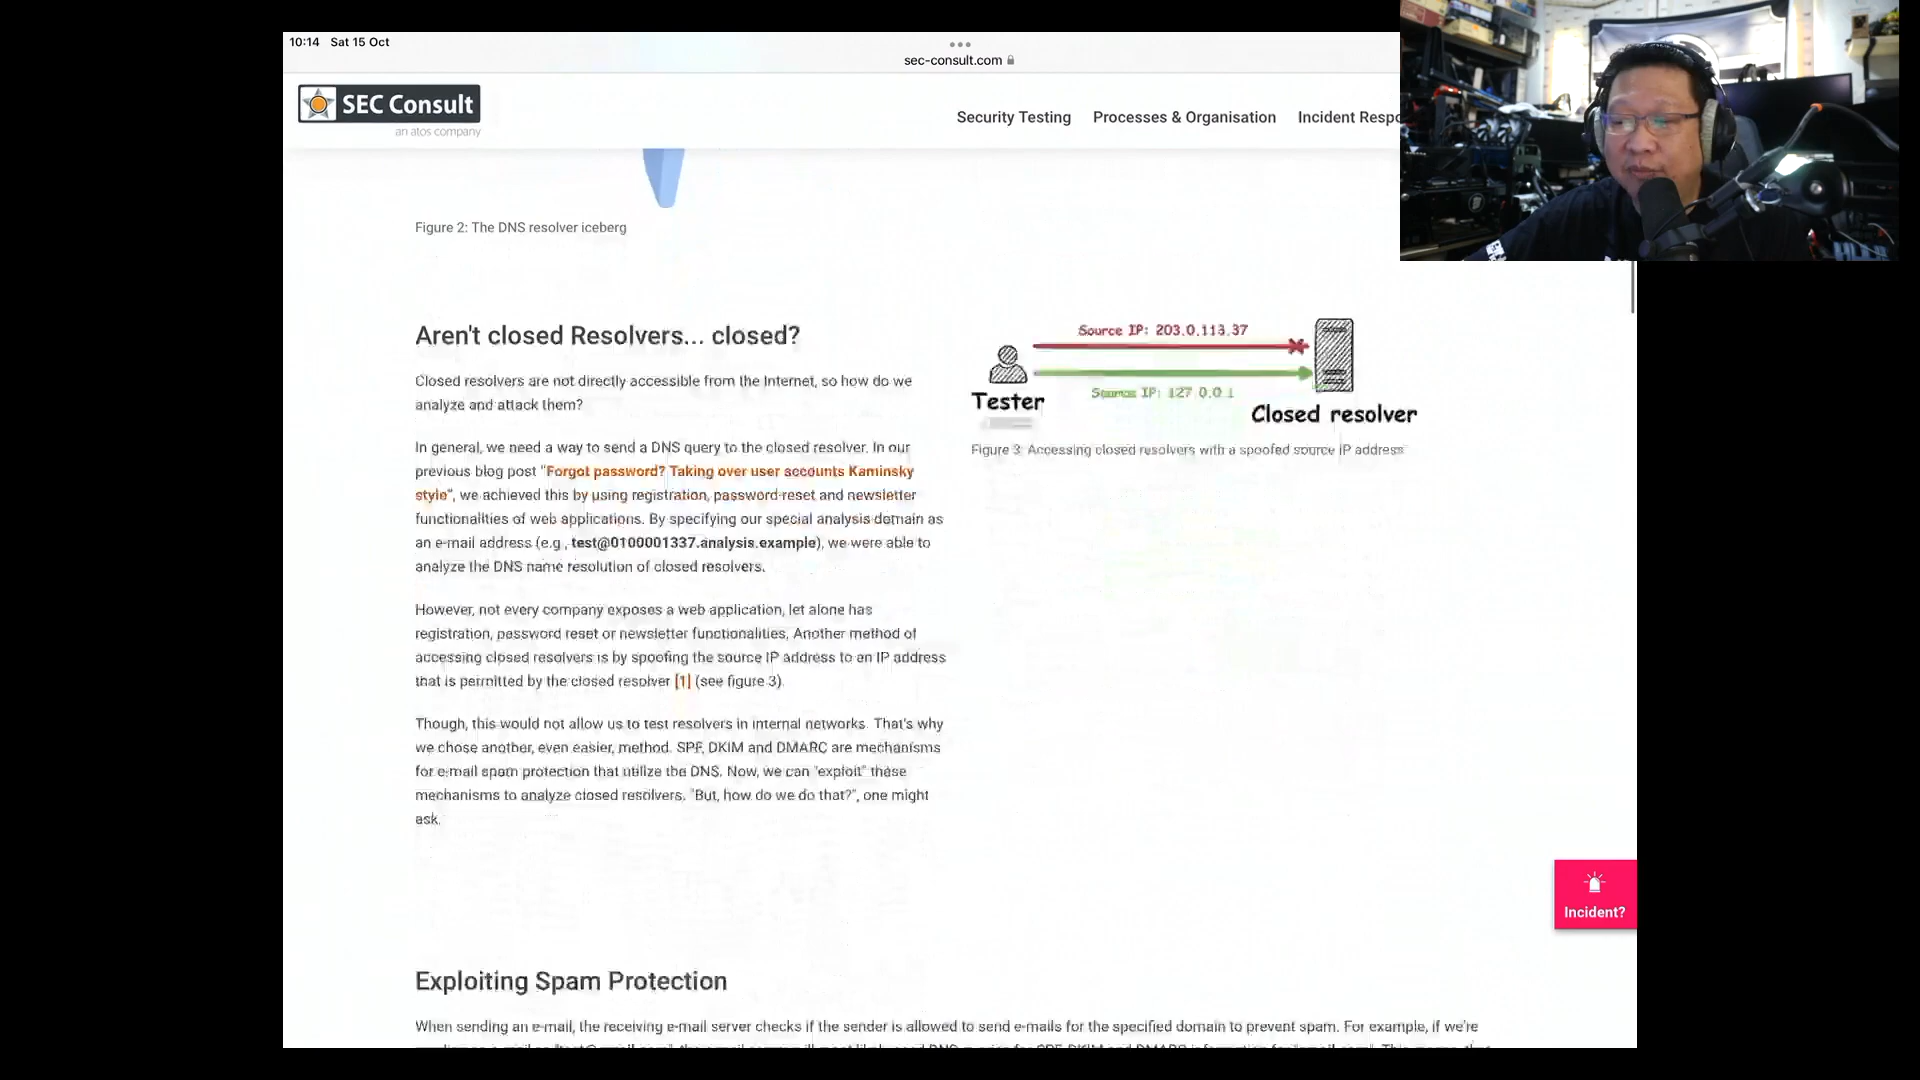 10:14 Sat 15 Oct
sec-consult.com
SEC Consult
an atos company
Security Testing
Processes & Organisation
Incident Respo
Figure 2: The DNS resolver iceberg
Aren't closed Resolvers... closed?
Closed resolvers are not directly accessible from the Internet, so how do we
analyze and attack them?
In general, we need a way to send a DNS query to the closed resolver. In our
previous blog post "Forgot password? Taking over user accounts Kaminsky
style", we achieved this by using registration, password reset and newsletter
functionalities of web applications. By specifying our special analysis domain as
an e-mail address (e.g., test@0100001337.analysis.example), we were able to
analyze the DNS name resolution of closed resolvers.
However, not every company exposes a web application, let alone has
registration, password reset or newsletter functionalities. Another method of
accessing closed resolvers is by spoofing the source IP address to an IP address
that is permitted by the closed resolver [1] (see figure 3).
Though, this would not allow us to test resolvers in internal networks. That's why
we chose another, even easier, method. SPF, DKIM and DMARC are mechanisms
for e-mail spam protection that utilize the DNS. Now, we can "exploit" these
mechanisms to analyze closed resolvers. "But, how do we do that?", one might
ask.
Source IP: 203.0.113.37
Source IP: 127.0.0.1
Tester
Closed resolver
Figure 3: Accessing closed resolvers with a spoofed source IP address
Incident?
Exploiting Spam Protection
When sending an e-mail, the receiving e-mail server checks if the sender is allowed to send e-mails for the specified domain to prevent spam. For example, if we're